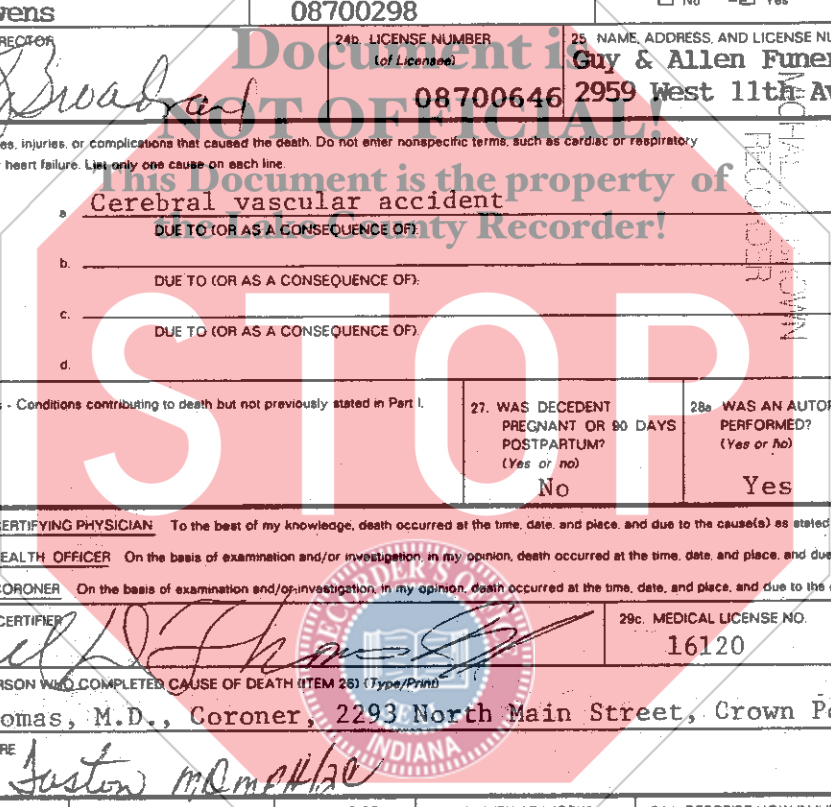 vens
08700298
No Yes
RECTOR
24b. LICENSE NUMBER
(of Licensee)
08700646
25 NAME, ADDRESS, AND LICENSE NU
Guy & Allen Funer
2959 West 11th Av
Document is
NOT OFFICIAL!
This Document is the property of
the Lake County Recorder!
es, injuries, or complications that caused the death. Do not enter nonspecific terms, such as cardiac or respiratory
heart failure. List only one cause on each line.
RECORDER
a Cerebral vascular accident
DUE TO (OR AS A CONSEQUENCE OF):
b.
DUE TO (OR AS A CONSEQUENCE OF):
c.
DUE TO (OR AS A CONSEQUENCE OF):
d.
STOP
s - Conditions contributing to death but not previously stated in Part I.
27. WAS DECEDENT
PREGNANT OR 90 DAYS
POSTPARTUM?
(Yes or no)
No
28a WAS AN AUTOP
PERFORMED?
(Yes or no)
Yes
ERTIFYING PHYSICIAN To the best of my knowledge, death occurred at the time, date, and place, and due to the cause(s) as stated
EALTH OFFICER On the basis of examination and/or investigation, in my opinion, death occurred at the time, date, and place, and due
ORONER On the basis of examination and/or investigation, in my opinion, death occurred at the time, date, and place, and due to the
CERTIFIER
29c. MEDICAL LICENSE NO.
16120
RSON WHO COMPLETED CAUSE OF DEATH (ITEM 26) (Type/Print)
omas, M.D., Coroner, 2293 North Main Street, Crown Po
RE
RECORDER'S OFFICE
SEAL
INDIANA